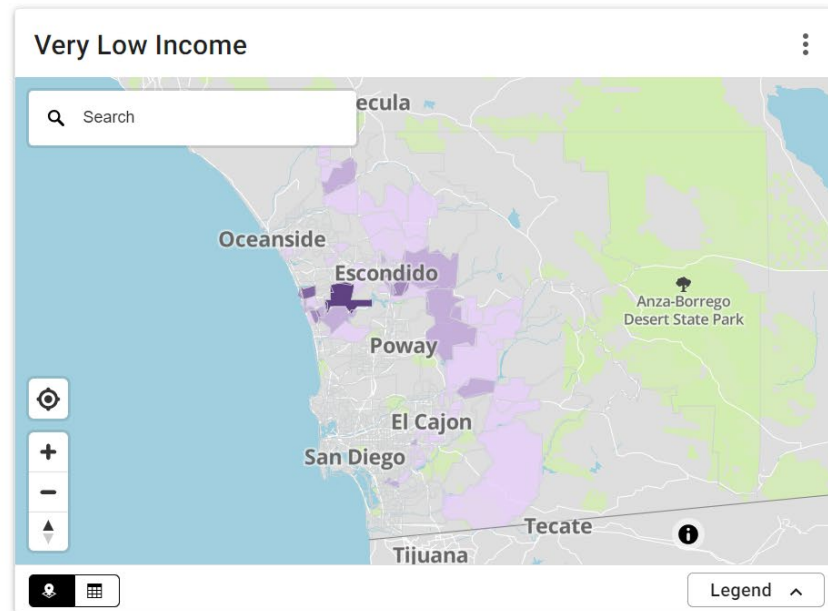 Very Low Income
Search
ecula
Oceanside
Escondido
Anza-Borrego
Desert State Park
Poway
El Cajon
San Diego
Tecate
Tijuana
Legend